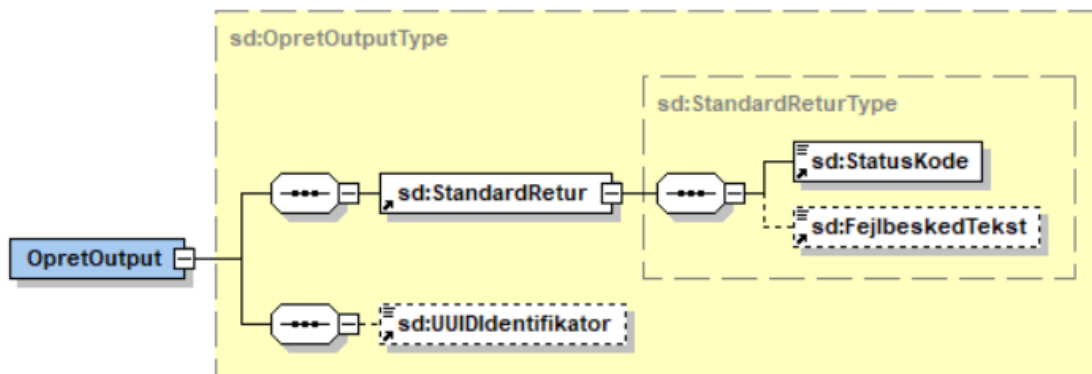 sd:OpretOutputType
sd:StandardReturType
sd:StatusKode
sd:StandardRetur
sd:FejlbeskedTekst
OpretOutput
sd:UUIDIdentifikator